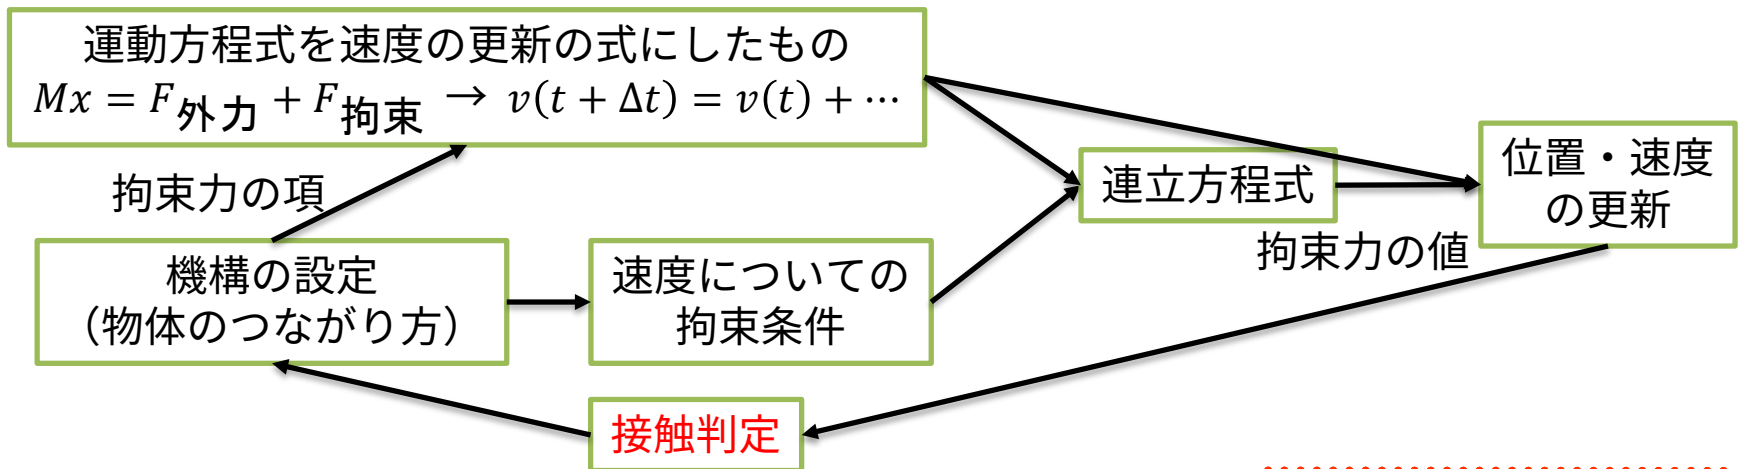 運動方程式を速度の更新の式にしたもの
Mx = F外力 + F拘束 → v(t + Δt) = v(t) + ⋯
拘束力の項
連立方程式
位置・速度
の更新
拘束力の値
機構の設定
（物体のつながり方）
速度についての
拘束条件
接触判定